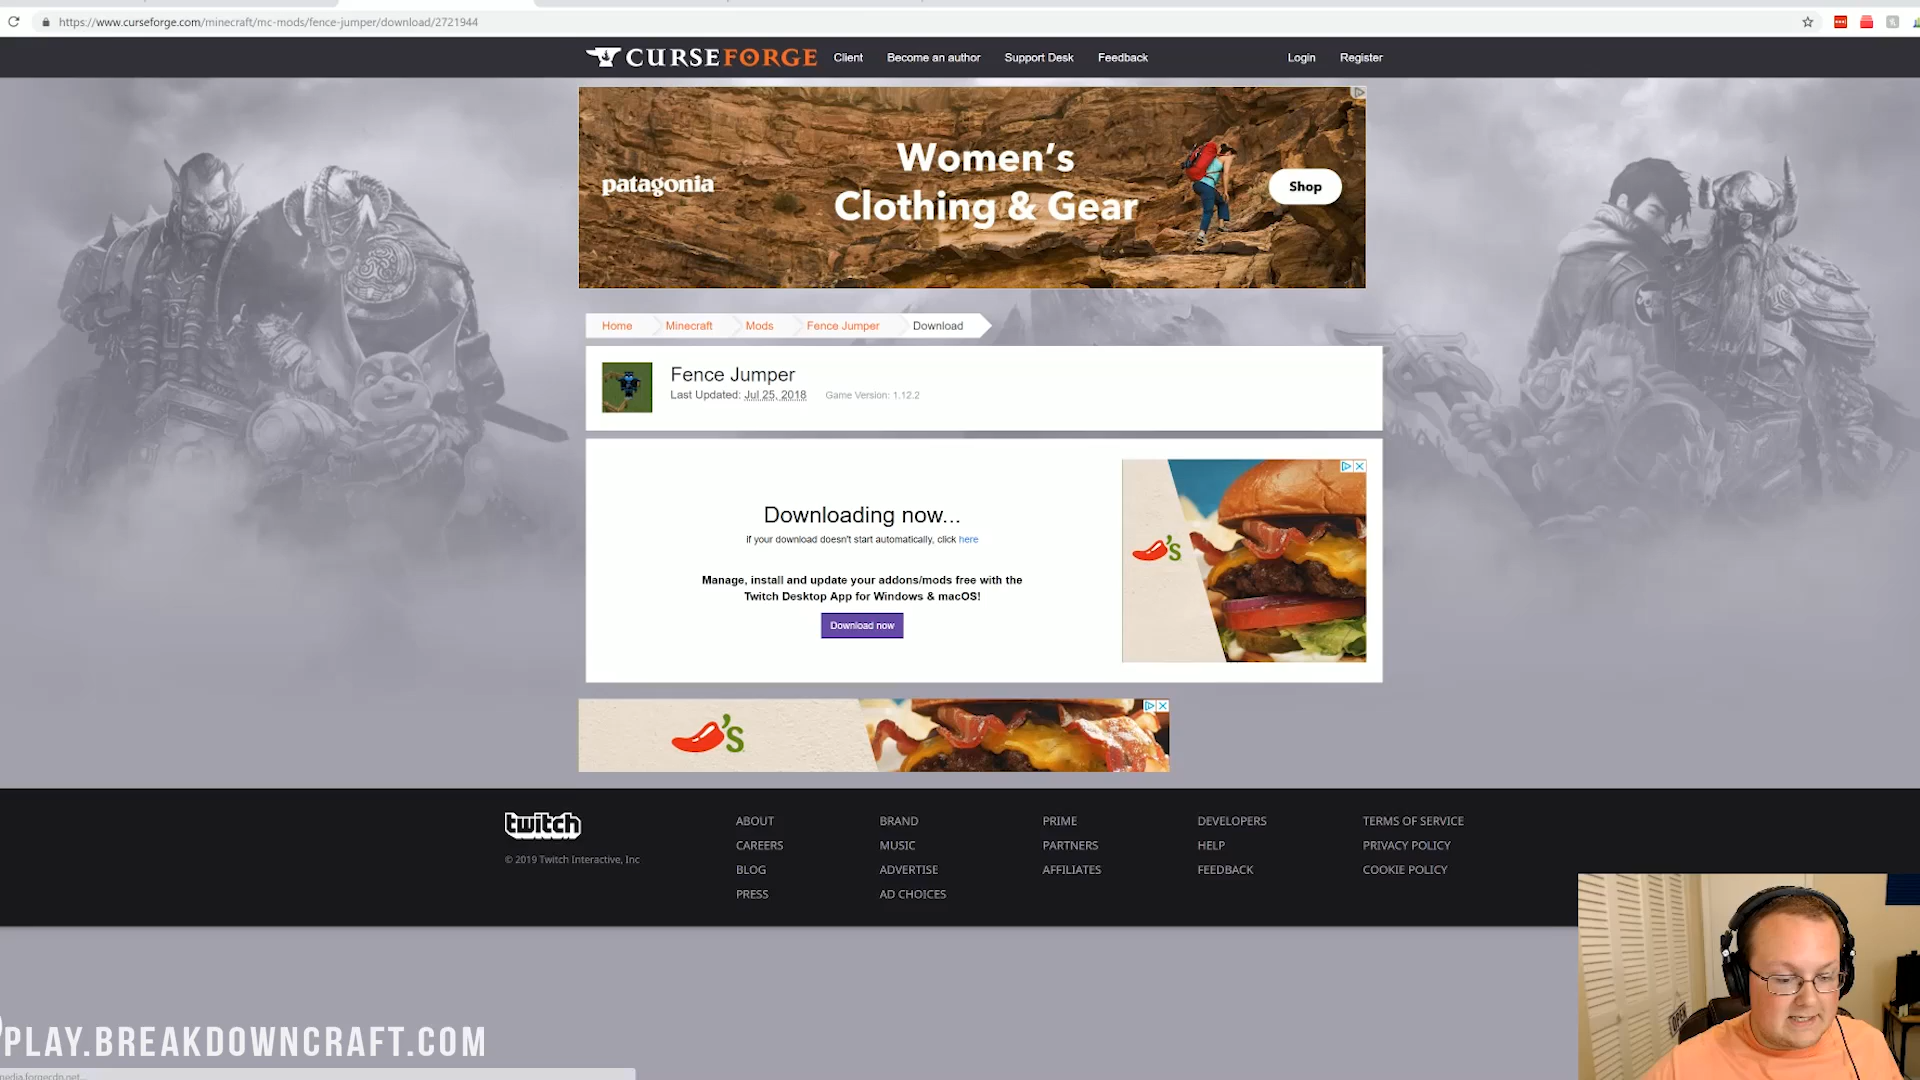 https://www.curseforge.com/minecraft/mc-mods/fence-jumper/download/2721944
CURSEFORGE Client Become an author Support Desk Feedback Login Register
patagonia
Women's
Clothing & Gear
Shop
Home Minecraft Mods Fence Jumper Download
Fence Jumper
Last Updated: Jul 25, 2018 Game Version: 1.12.2
Downloading now...
if your download doesn't start automatically, click here
Manage, install and update your addons/mods free with the
Twitch Desktop App for Windows & macOS!
Download now
's
's
twitch
© 2019 Twitch Interactive, Inc
ABOUT
CAREERS
BLOG
PRESS
BRAND
MUSIC
ADVERTISE
AD CHOICES
PRIME
PARTNERS
AFFILIATES
DEVELOPERS
HELP
FEEDBACK
TERMS OF SERVICE
PRIVACY POLICY
COOKIE POLICY
PLAY.BREAKDOWNCRAFT.COM